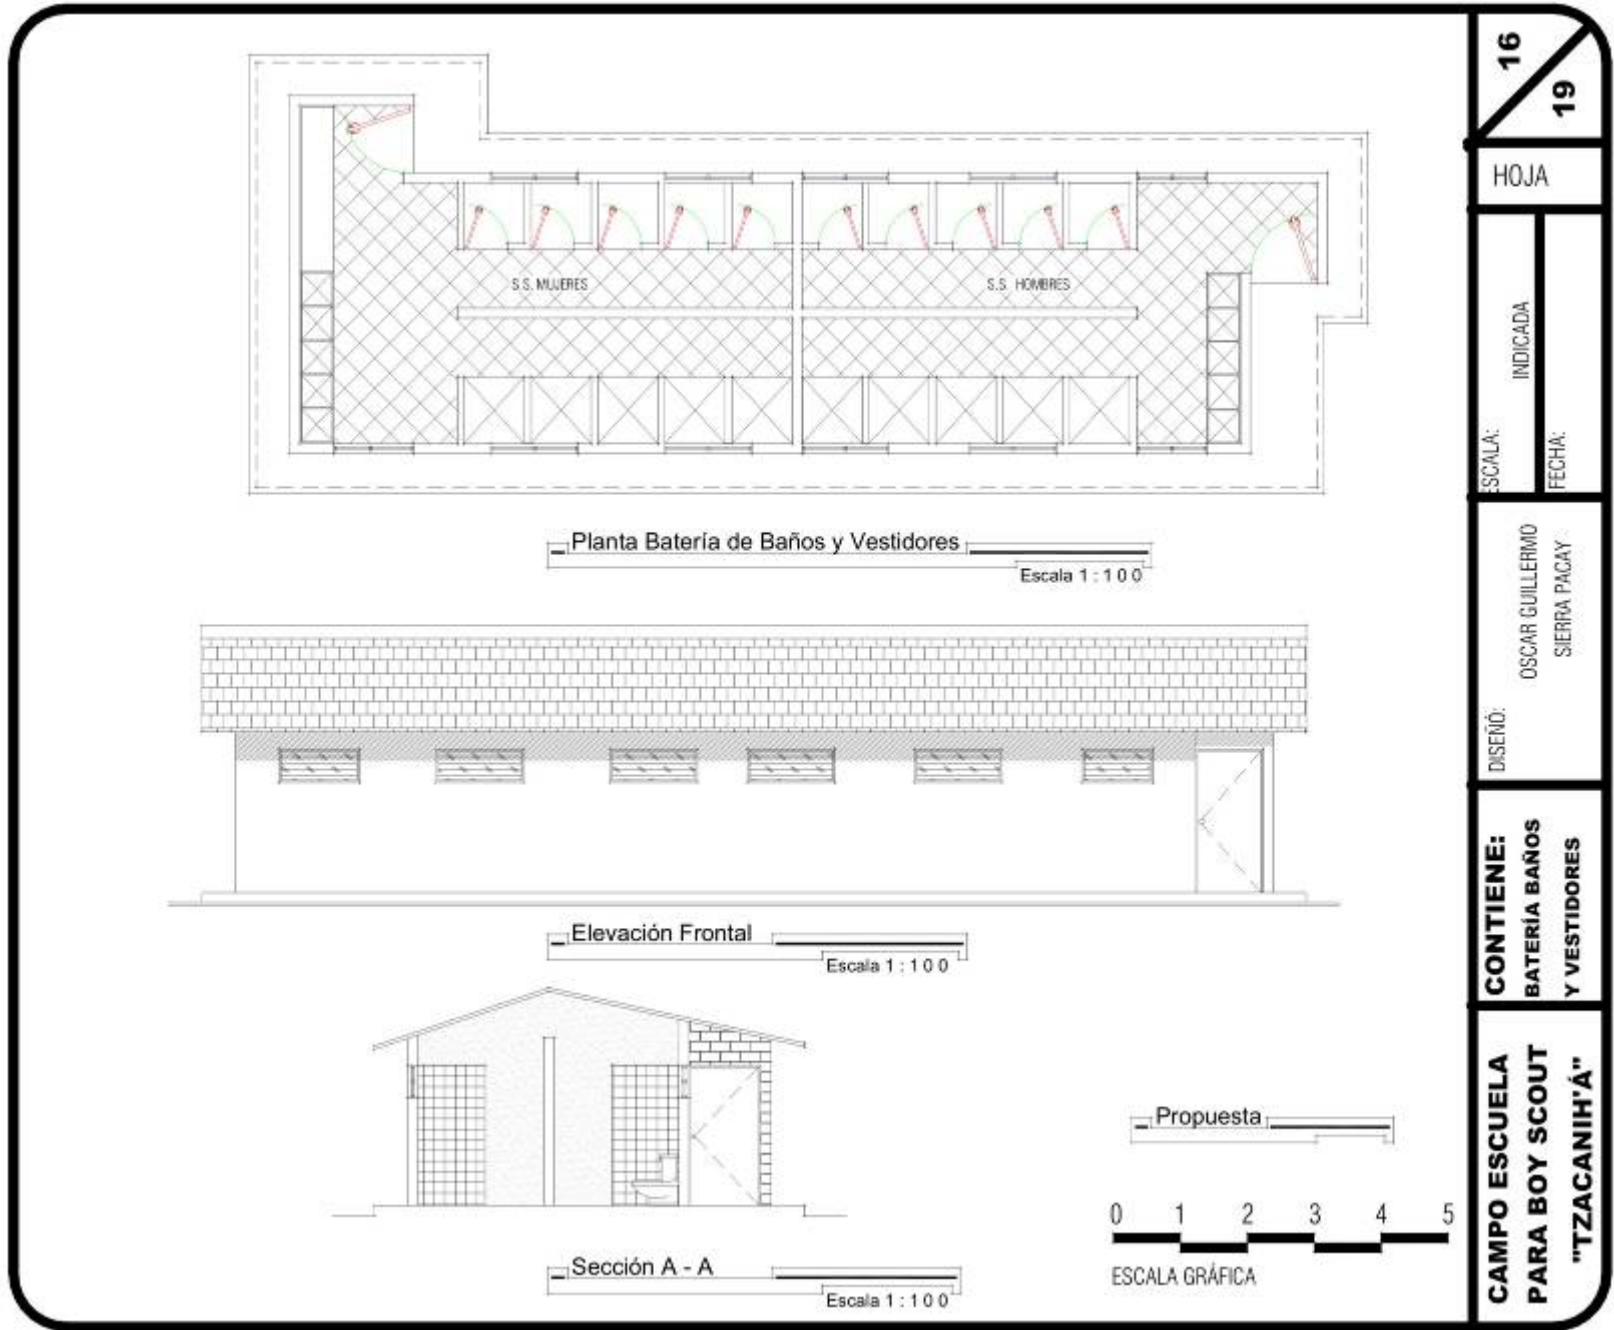 S.S. MUJERES
S.S. HOMBRES
Planta Batería de Baños y Vestidores
Escala 1 : 1 0 0
Elevación Frontal
Escala 1 : 1 0 0
Sección A - A
Escala 1 : 1 0 0
Propuesta
0 1 2 3 4 5
ESCALA GRÁFICA
16
19
HOJA
ESCALA:
INDICADA
FECHA:
DISEÑO:
OSCAR GUILLERMO
SIERRA PACAY
CONTIENE:
BATERÍA BAÑOS
Y VESTIDORES
CAMPO ESCUELA
PARA BOY SCOUT
"TZACANIH'Á"